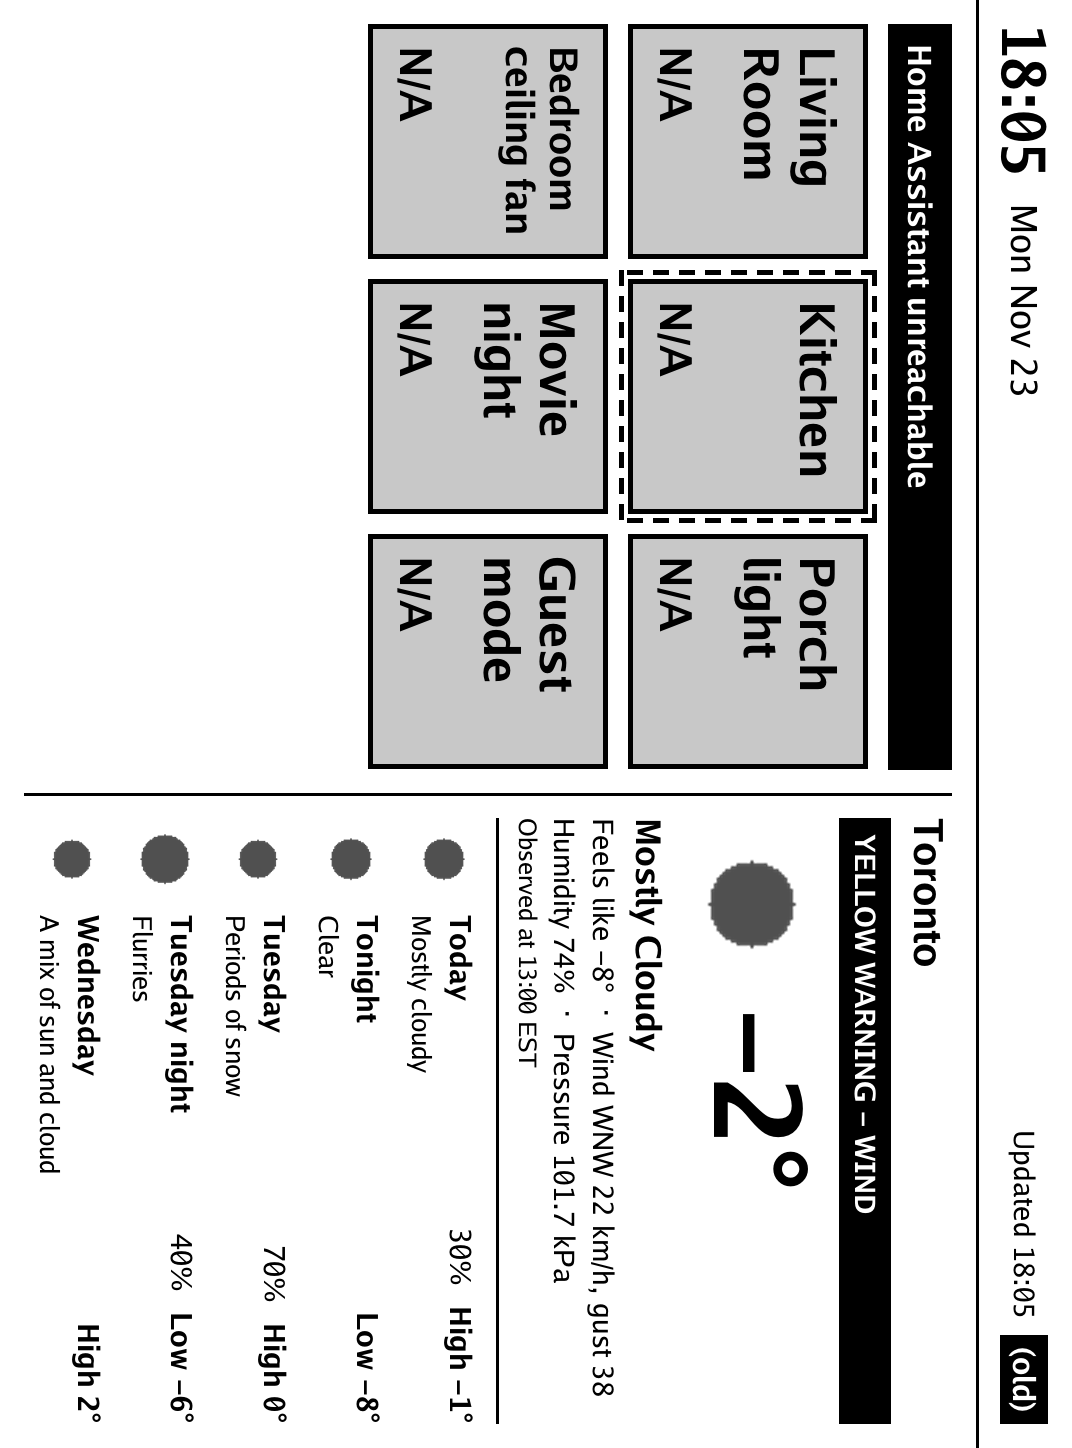 18:05 Mon Nov 23
Updated 18:05 (old)
Home Assistant unreachable
Living
Room
N/A
Kitchen
N/A
Porch
light
N/A
Bedroom
ceiling fan
N/A
Movie
night
N/A
Guest
mode
N/A
Toronto
YELLOW WARNING – WIND
−2°
Mostly Cloudy
Feels like −8° · Wind WNW 22 km/h, gust 38
Humidity 74% · Pressure 101.7 kPa
Observed at 13:00 EST
Today 30% High −1°
Mostly cloudy
Tonight Low −8°
Clear
Tuesday 70% High 0°
Periods of snow
Tuesday night 40% Low −6°
Flurries
Wednesday High 2°
A mix of sun and cloud